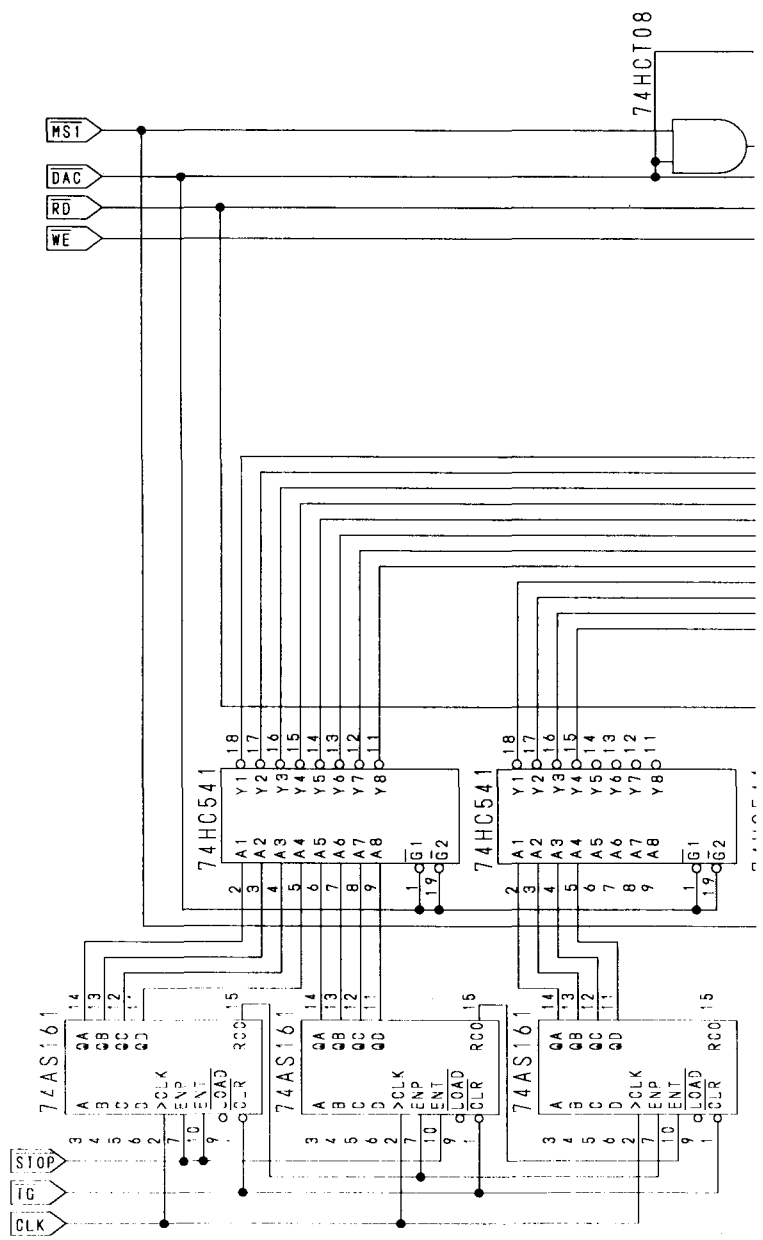 74HCT08
MS1
DAC
RD
WE
18 17 16 15 14 13 12 11
18 17 16 15 14 13 12 11
74HC541
Y1 Y2 Y3 Y4 Y5 Y6 Y7 Y8
A1 A2 A3 A4 A5 A6 A7 A8 G1 G2
74HC541
Y1 Y2 Y3 Y4 Y5 Y6 Y7 Y8
A1 A2 A3 A4 A5 A6 A7 A8 G1 G2
2 3 4 5 6 7 8 9 1 19
2 3 4 5 6 7 8 9 1 19
14 13 12 11 15
14 13 12 11 15
14 13 12 11 15
74AS161
QA QB QC QD RCO
A B C D >CLK ENP ENT LOAD CLR
74AS161
QA QB QC QD RCO
A B C D >CLK ENP ENT LOAD CLR
74AS161
QA QB QC QD RCO
A B C D >CLK ENP ENT LOAD CLR
3 4 5 6 2 7 10 9 1
3 4 5 6 2 7 10 9 1
3 4 5 6 2 7 10 9 1
STOP
TG
CLK